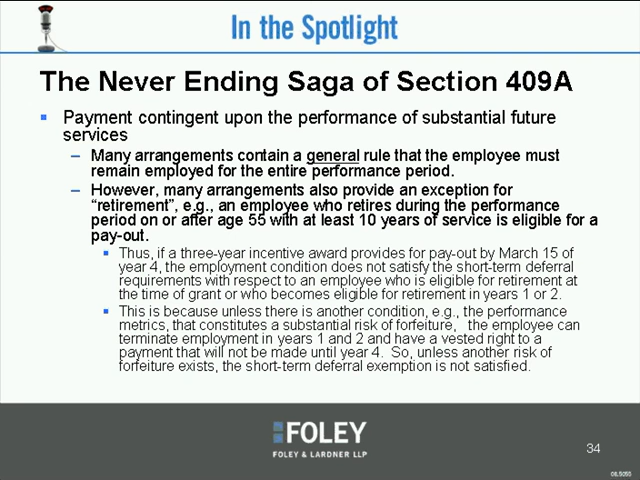 In the Spotlight
The Never Ending Saga of Section 409A
▪ Payment contingent upon the performance of substantial future
services
– Many arrangements contain a general rule that the employee must
remain employed for the entire performance period.
– However, many arrangements also provide an exception for
“retirement”, e.g., an employee who retires during the performance
period on or after age 55 with at least 10 years of service is eligible for a
pay-out.
▪ Thus, if a three-year incentive award provides for pay-out by March 15 of
year 4, the employment condition does not satisfy the short-term deferral
requirements with respect to an employee who is eligible for retirement at
the time of grant or who becomes eligible for retirement in years 1 or 2.
▪ This is because unless there is another condition, e.g., the performance
metrics, that constitutes a substantial risk of forfeiture, the employee can
terminate employment in years 1 and 2 and have a vested right to a
payment that will not be made until year 4. So, unless another risk of
forfeiture exists, the short-term deferral exemption is not satisfied.
FOLEY
FOLEY & LARDNER LLP
34